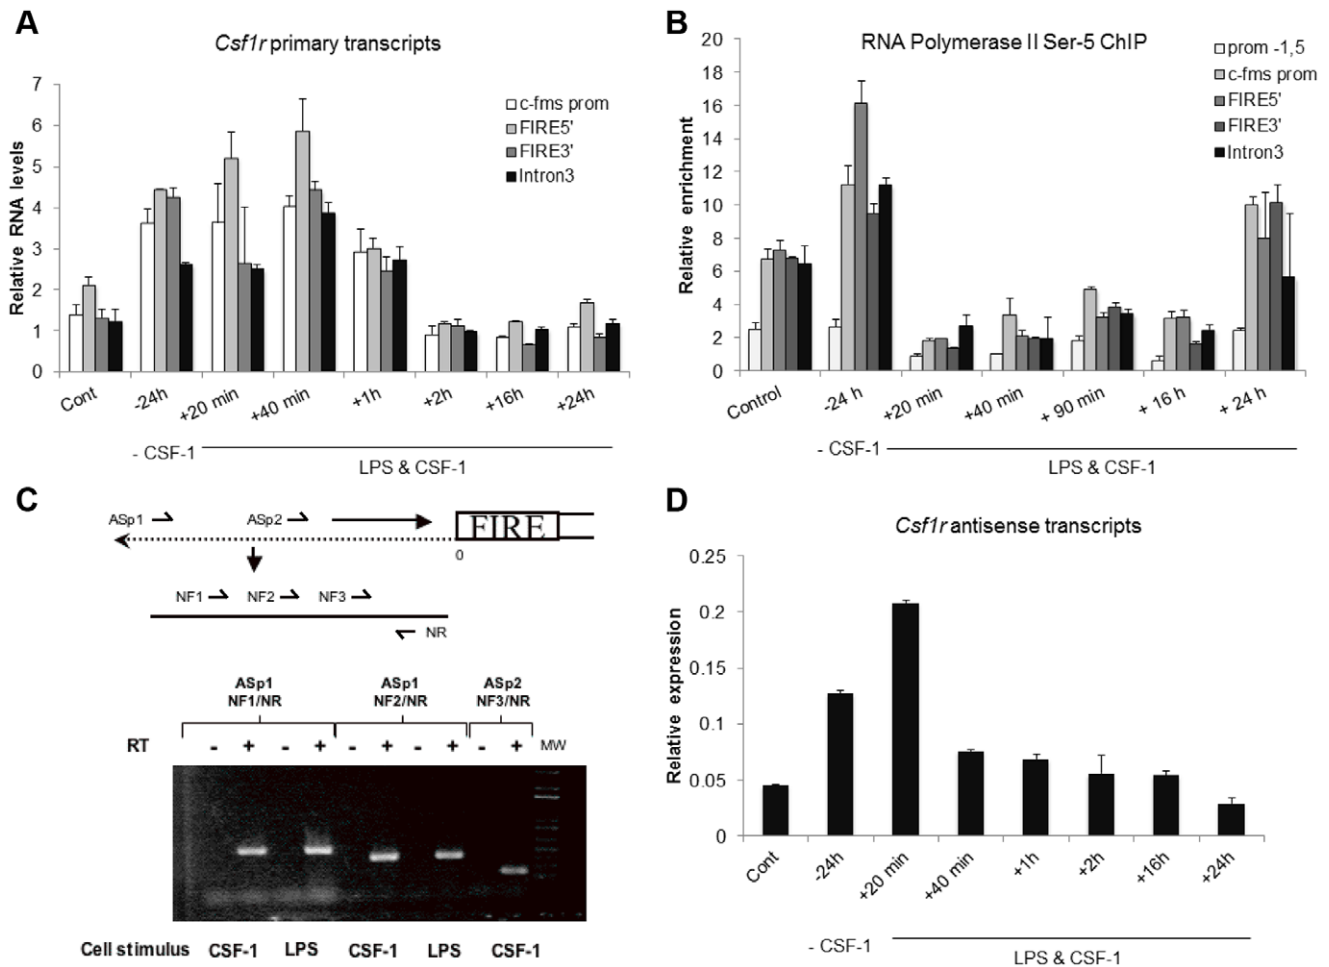 A
Csf1r primary transcripts
Relative RNA levels
7
6
5
4
3
2
1
0
c-fms prom
FIRE5'
FIRE3'
Intron3
Cont
-24h
+20 min
+40 min
+1h
+2h
+16h
+24h
- CSF-1
LPS & CSF-1
B
RNA Polymerase II Ser-5 ChIP
Relative enrichment
20
18
16
14
12
10
8
6
4
2
0
prom -1,5
c-fms prom
FIRE5'
FIRE3'
Intron3
Control
-24 h
+20 min
+40 min
+ 90 min
+ 16 h
+ 24 h
- CSF-1
LPS & CSF-1
C
ASp1
ASp2
FIRE
0
NF1
NF2
NF3
NR
ASp1 ASp1 ASp2
NF1/NR NF2/NR NF3/NR
RT - + - + - + - + - + MW
Cell stimulus CSF-1 LPS CSF-1 LPS CSF-1
D
Csf1r antisense transcripts
Relative expression
0.25
0.2
0.15
0.1
0.05
0
Cont
-24h
+20 min
+40 min
+1h
+2h
+16h
+24h
- CSF-1
LPS & CSF-1